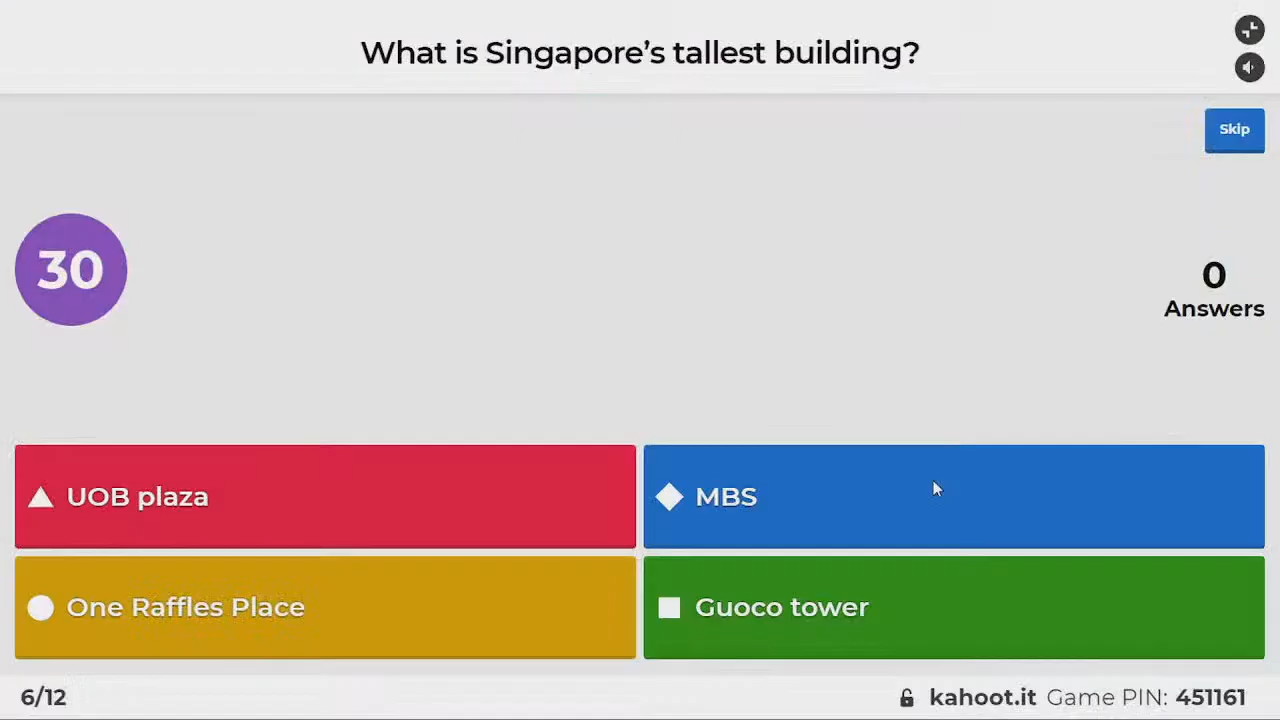 What is Singapore’s tallest building?
Skip
30
0
Answers
UOB plaza
MBS
One Raffles Place
Guoco tower
6/12
kahoot.it Game PIN: 451161